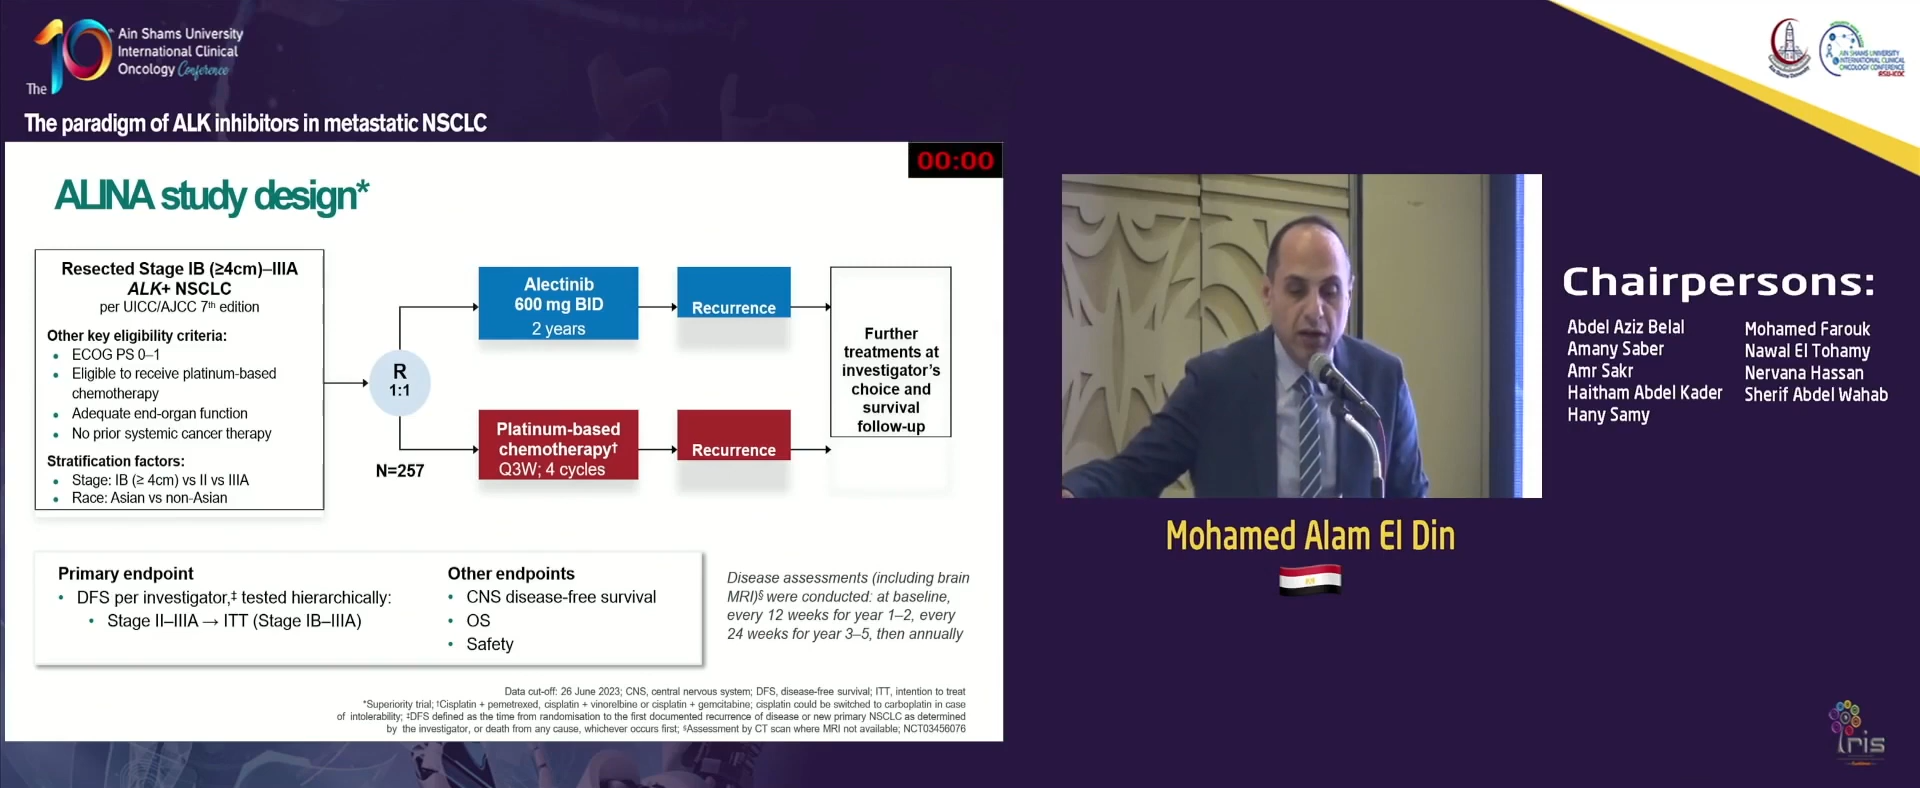 The 10th Ain Shams University
International Clinical
Oncology Conference
The paradigm of ALK inhibitors in metastatic NSCLC
00:00
ALINA study design*
Resected Stage IB (≥4cm)–IIIA
ALK+ NSCLC
per UICC/AJCC 7th edition
Other key eligibility criteria:
• ECOG PS 0–1
• Eligible to receive platinum-based
chemotherapy
• Adequate end-organ function
• No prior systemic cancer therapy
Stratification factors:
• Stage: IB (≥ 4cm) vs II vs IIIA
• Race: Asian vs non-Asian
R
1:1
N=257
Alectinib
600 mg BID
2 years
Recurrence
Platinum-based
chemotherapy†
Q3W; 4 cycles
Recurrence
Further
treatments at
investigator’s
choice and
survival
follow-up
Primary endpoint
• DFS per investigator,‡ tested hierarchically:
• Stage II–IIIA → ITT (Stage IB–IIIA)
Other endpoints
• CNS disease-free survival
• OS
• Safety
Disease assessments (including brain
MRI)§ were conducted: at baseline,
every 12 weeks for year 1–2, every
24 weeks for year 3–5, then annually
Data cut-off: 26 June 2023; CNS, central nervous system; DFS, disease-free survival; ITT, intention to treat
*Superiority trial; †Cisplatin + pemetrexed, cisplatin + vinorelbine or cisplatin + gemcitabine; cisplatin could be switched to carboplatin in case
of intolerability; ‡DFS defined as the time from randomisation to the first documented recurrence of disease or new primary NSCLC as determined
by the investigator, or death from any cause, whichever occurs first; §Assessment by CT scan where MRI not available; NCT03456076
Mohamed Alam El Din
AIN SHAMS UNIVERSITY
INTERNATIONAL CLINICAL
ONCOLOGY CONFERENCE
ASU-ICOC
Chairpersons:
Abdel Aziz Belal
Amany Saber
Amr Sakr
Haitham Abdel Kader
Hany Samy
Mohamed Farouk
Nawal El Tohamy
Nervana Hassan
Sherif Abdel Wahab
Iris